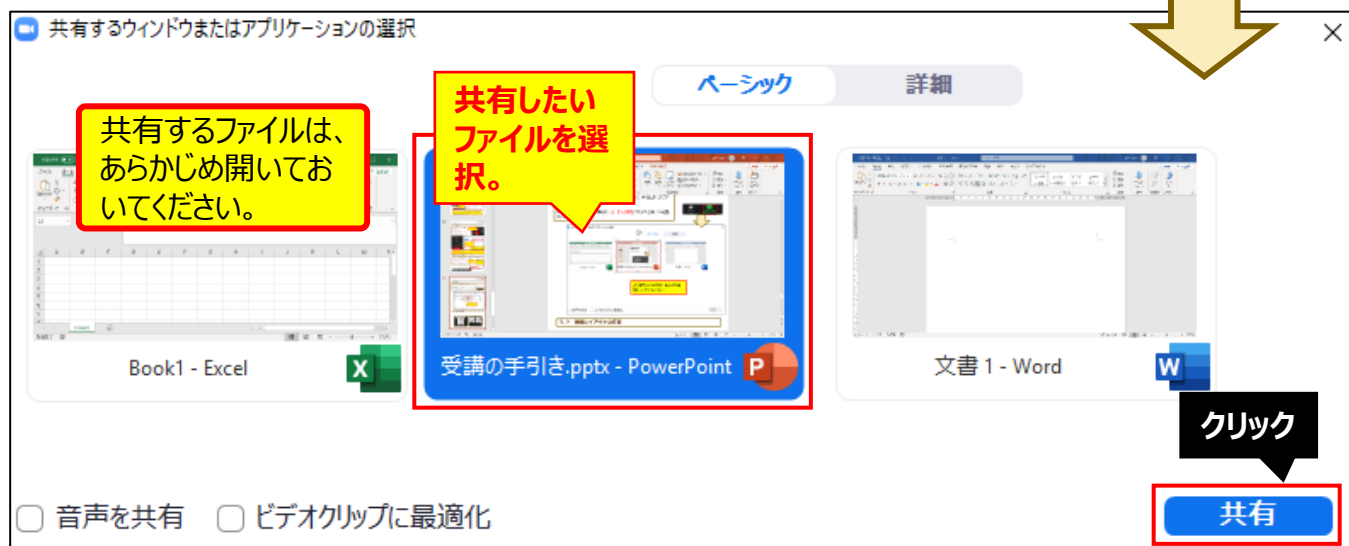 共有するウィンドウまたはアプリケーションの選択
ベーシック
詳細
共有するファイルは、
あらかじめ開いてお
いてください。
共有したい
ファイルを選
択。
Book1 - Excel
受講の手引き.pptx - PowerPoint
文書 1 - Word
クリック
音声を共有
ビデオクリップに最適化
共有